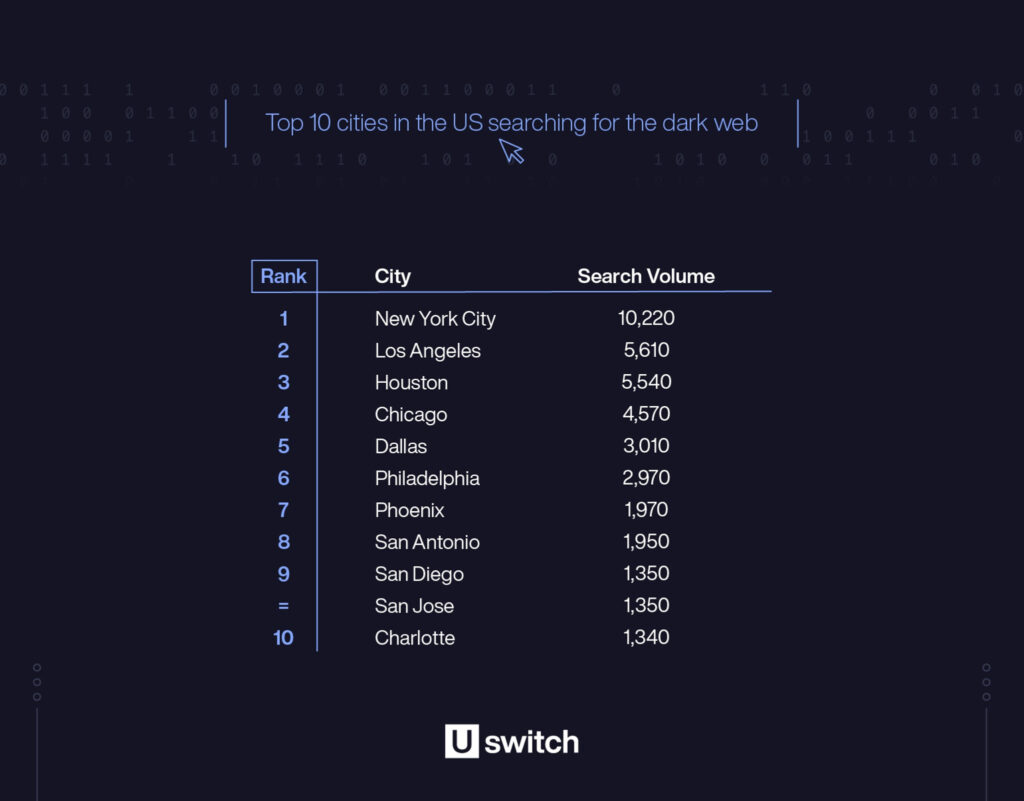 Top 10 cities in the US searching for the dark web
Rank City Search Volume
1 New York City 10,220
2 Los Angeles 5,610
3 Houston 5,540
4 Chicago 4,570
5 Dallas 3,010
6 Philadelphia 2,970
7 Phoenix 1,970
8 San Antonio 1,950
9 San Diego 1,350
= San Jose 1,350
10 Charlotte 1,340
U switch